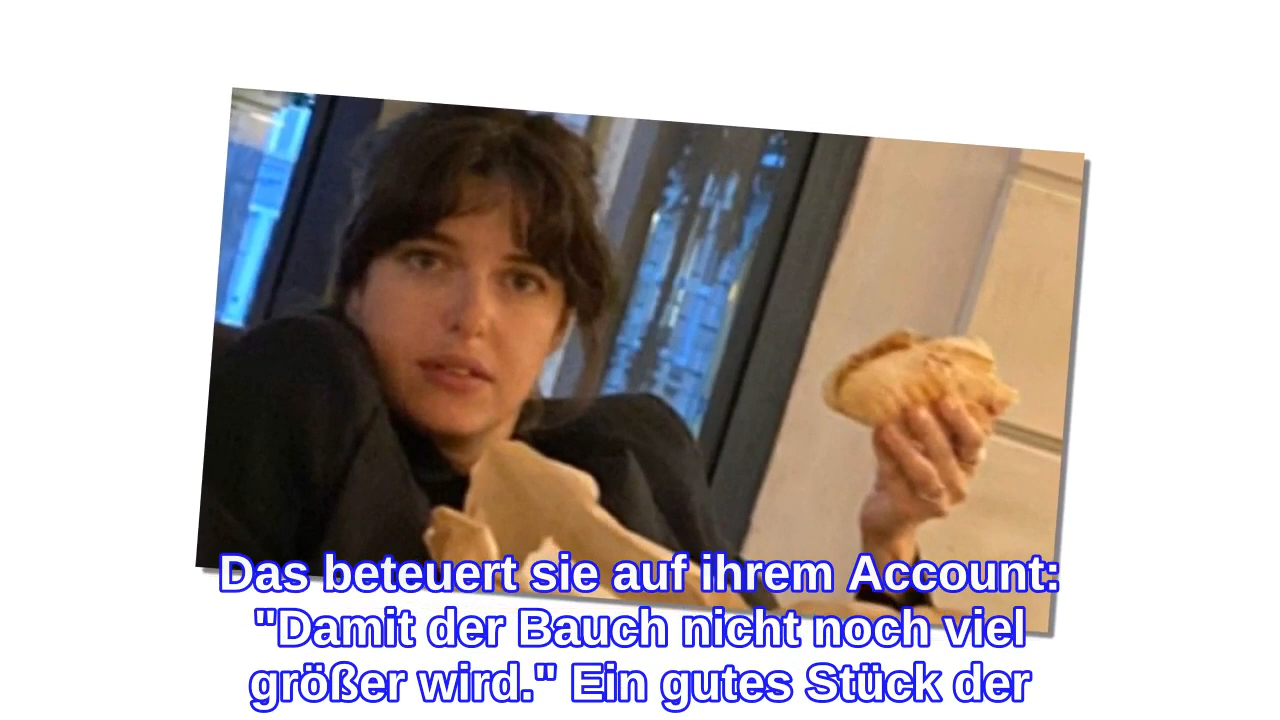 Das beteuert sie auf ihrem Account:
"Damit der Bauch nicht noch viel
größer wird." Ein gutes Stück der